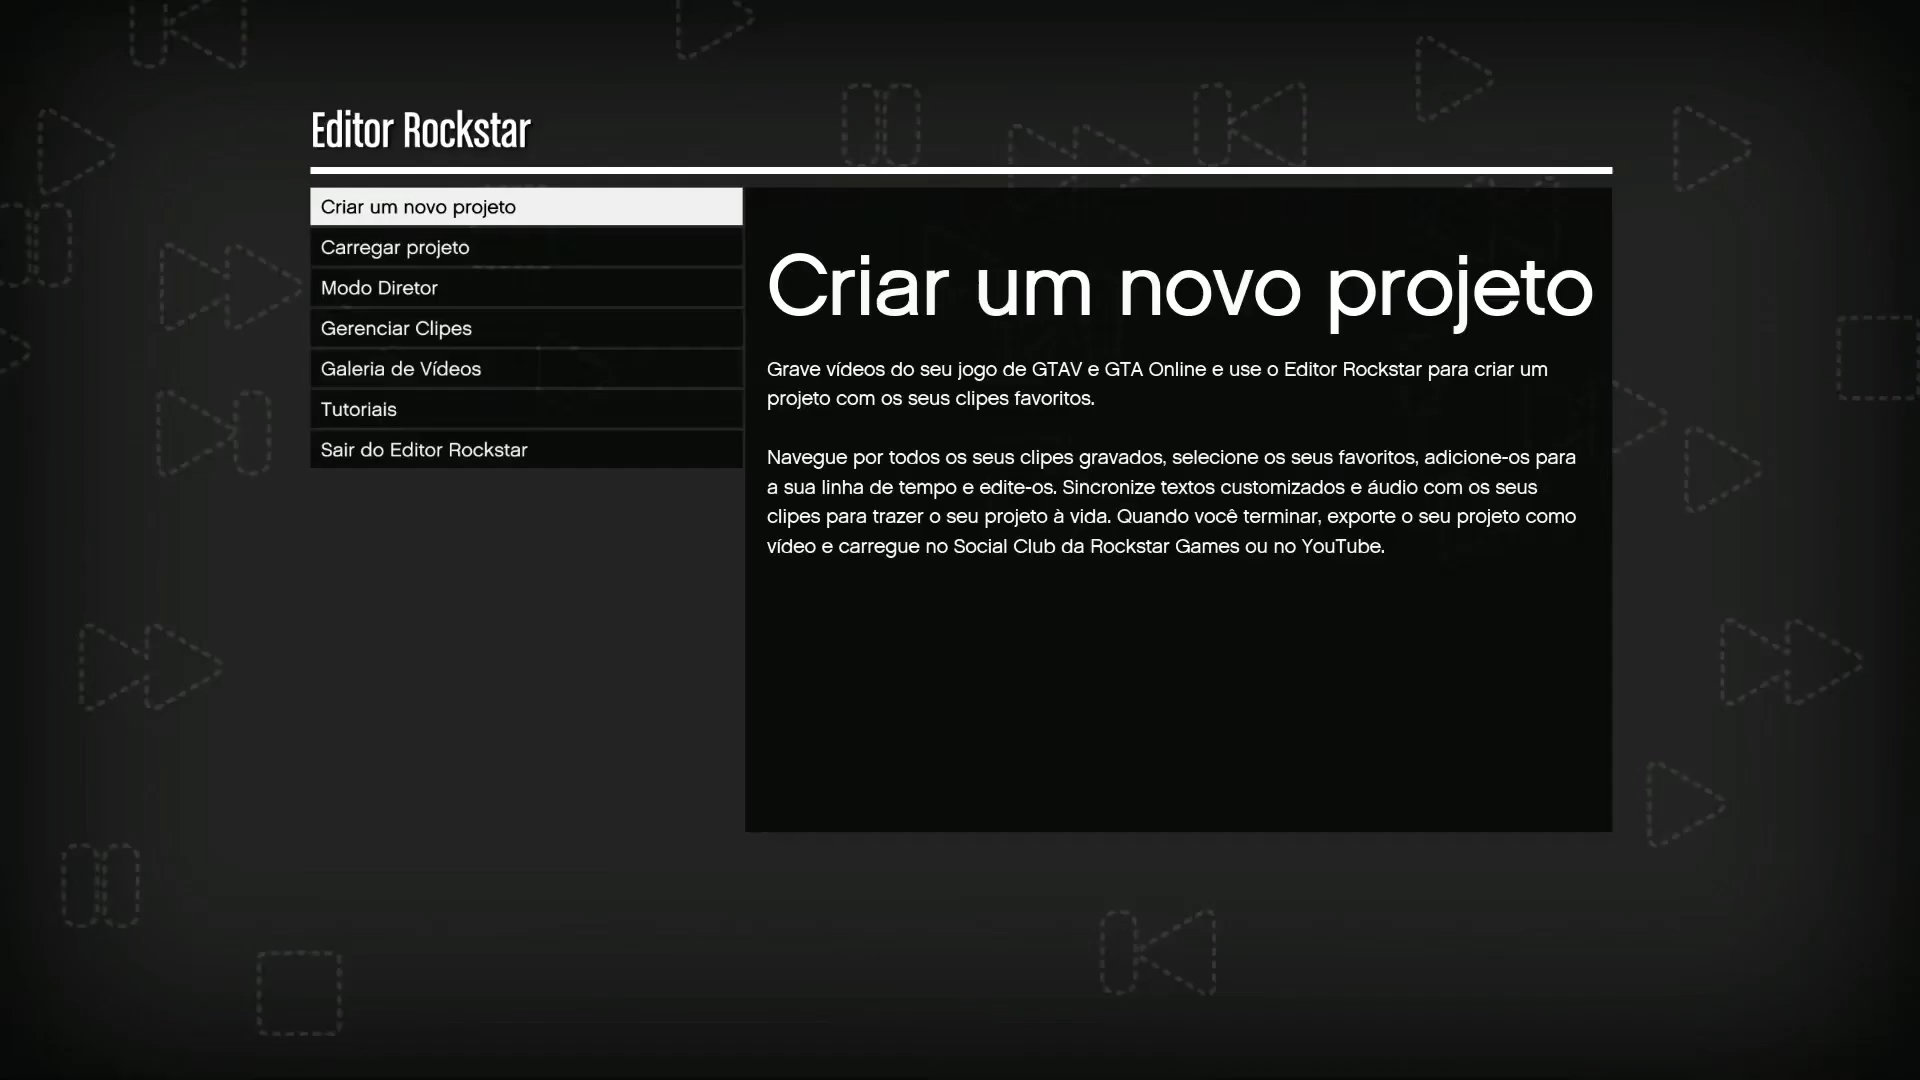 Editor Rockstar
Criar um novo projeto
Carregar projeto
Modo Diretor
Gerenciar Clipes
Galeria de Vídeos
Tutoriais
Sair do Editor Rockstar
Criar um novo projeto
Grave vídeos do seu jogo de GTAV e GTA Online e use o Editor Rockstar para criar um
projeto com os seus clipes favoritos.
Navegue por todos os seus clipes gravados, selecione os seus favoritos, adicione-os para
a sua linha de tempo e edite-os. Sincronize textos customizados e áudio com os seus
clipes para trazer o seu projeto à vida. Quando você terminar, exporte o seu projeto como
vídeo e carregue no Social Club da Rockstar Games ou no YouTube.